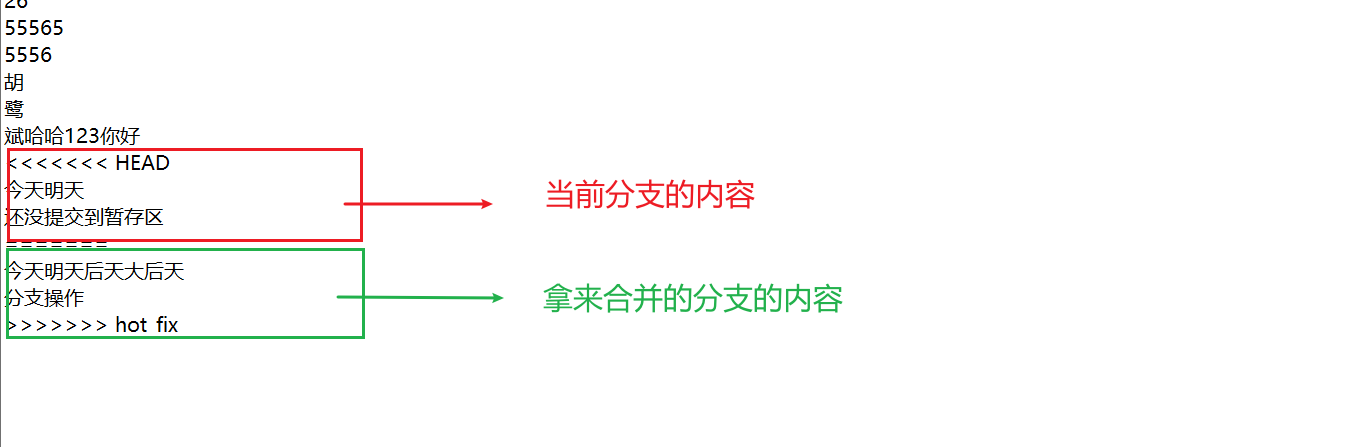 26
55565
5556
胡
鹭
斌哈哈123你好
<<<<<<< HEAD
今天明天
还没提交到暂存区
当前分支的内容
=======
今天明天后天大后天
分支操作
拿来合并的分支的内容
>>>>>>> hot_fix